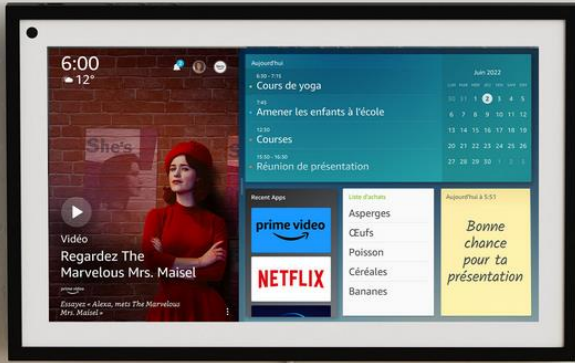 6:00
12°
She's
Vidéo
Regardez The
Marvelous Mrs. Maisel
prime video
Essayez « Alexa, mets The Marvelous
Mrs. Maisel »
Aujourd'hui
6:30 - 7:15
Cours de yoga
7:45
Amener les enfants à l'école
12:30
Courses
15:50 - 16:30
Réunion de présentation
Juin 2022
30 31 1 2 3 4 5
6 7 8 9 10 11 12
13 14 15 16 17 18 19
20 21 22 23 24 25 26
27 28 29 30 1 2 3
Recent Apps
prime video
NETFLIX
Liste d'achats
Asperges
Œufs
Poisson
Céréales
Bananes
Aujourd'hui à 5:51
Bonne
chance
pour ta
présentation